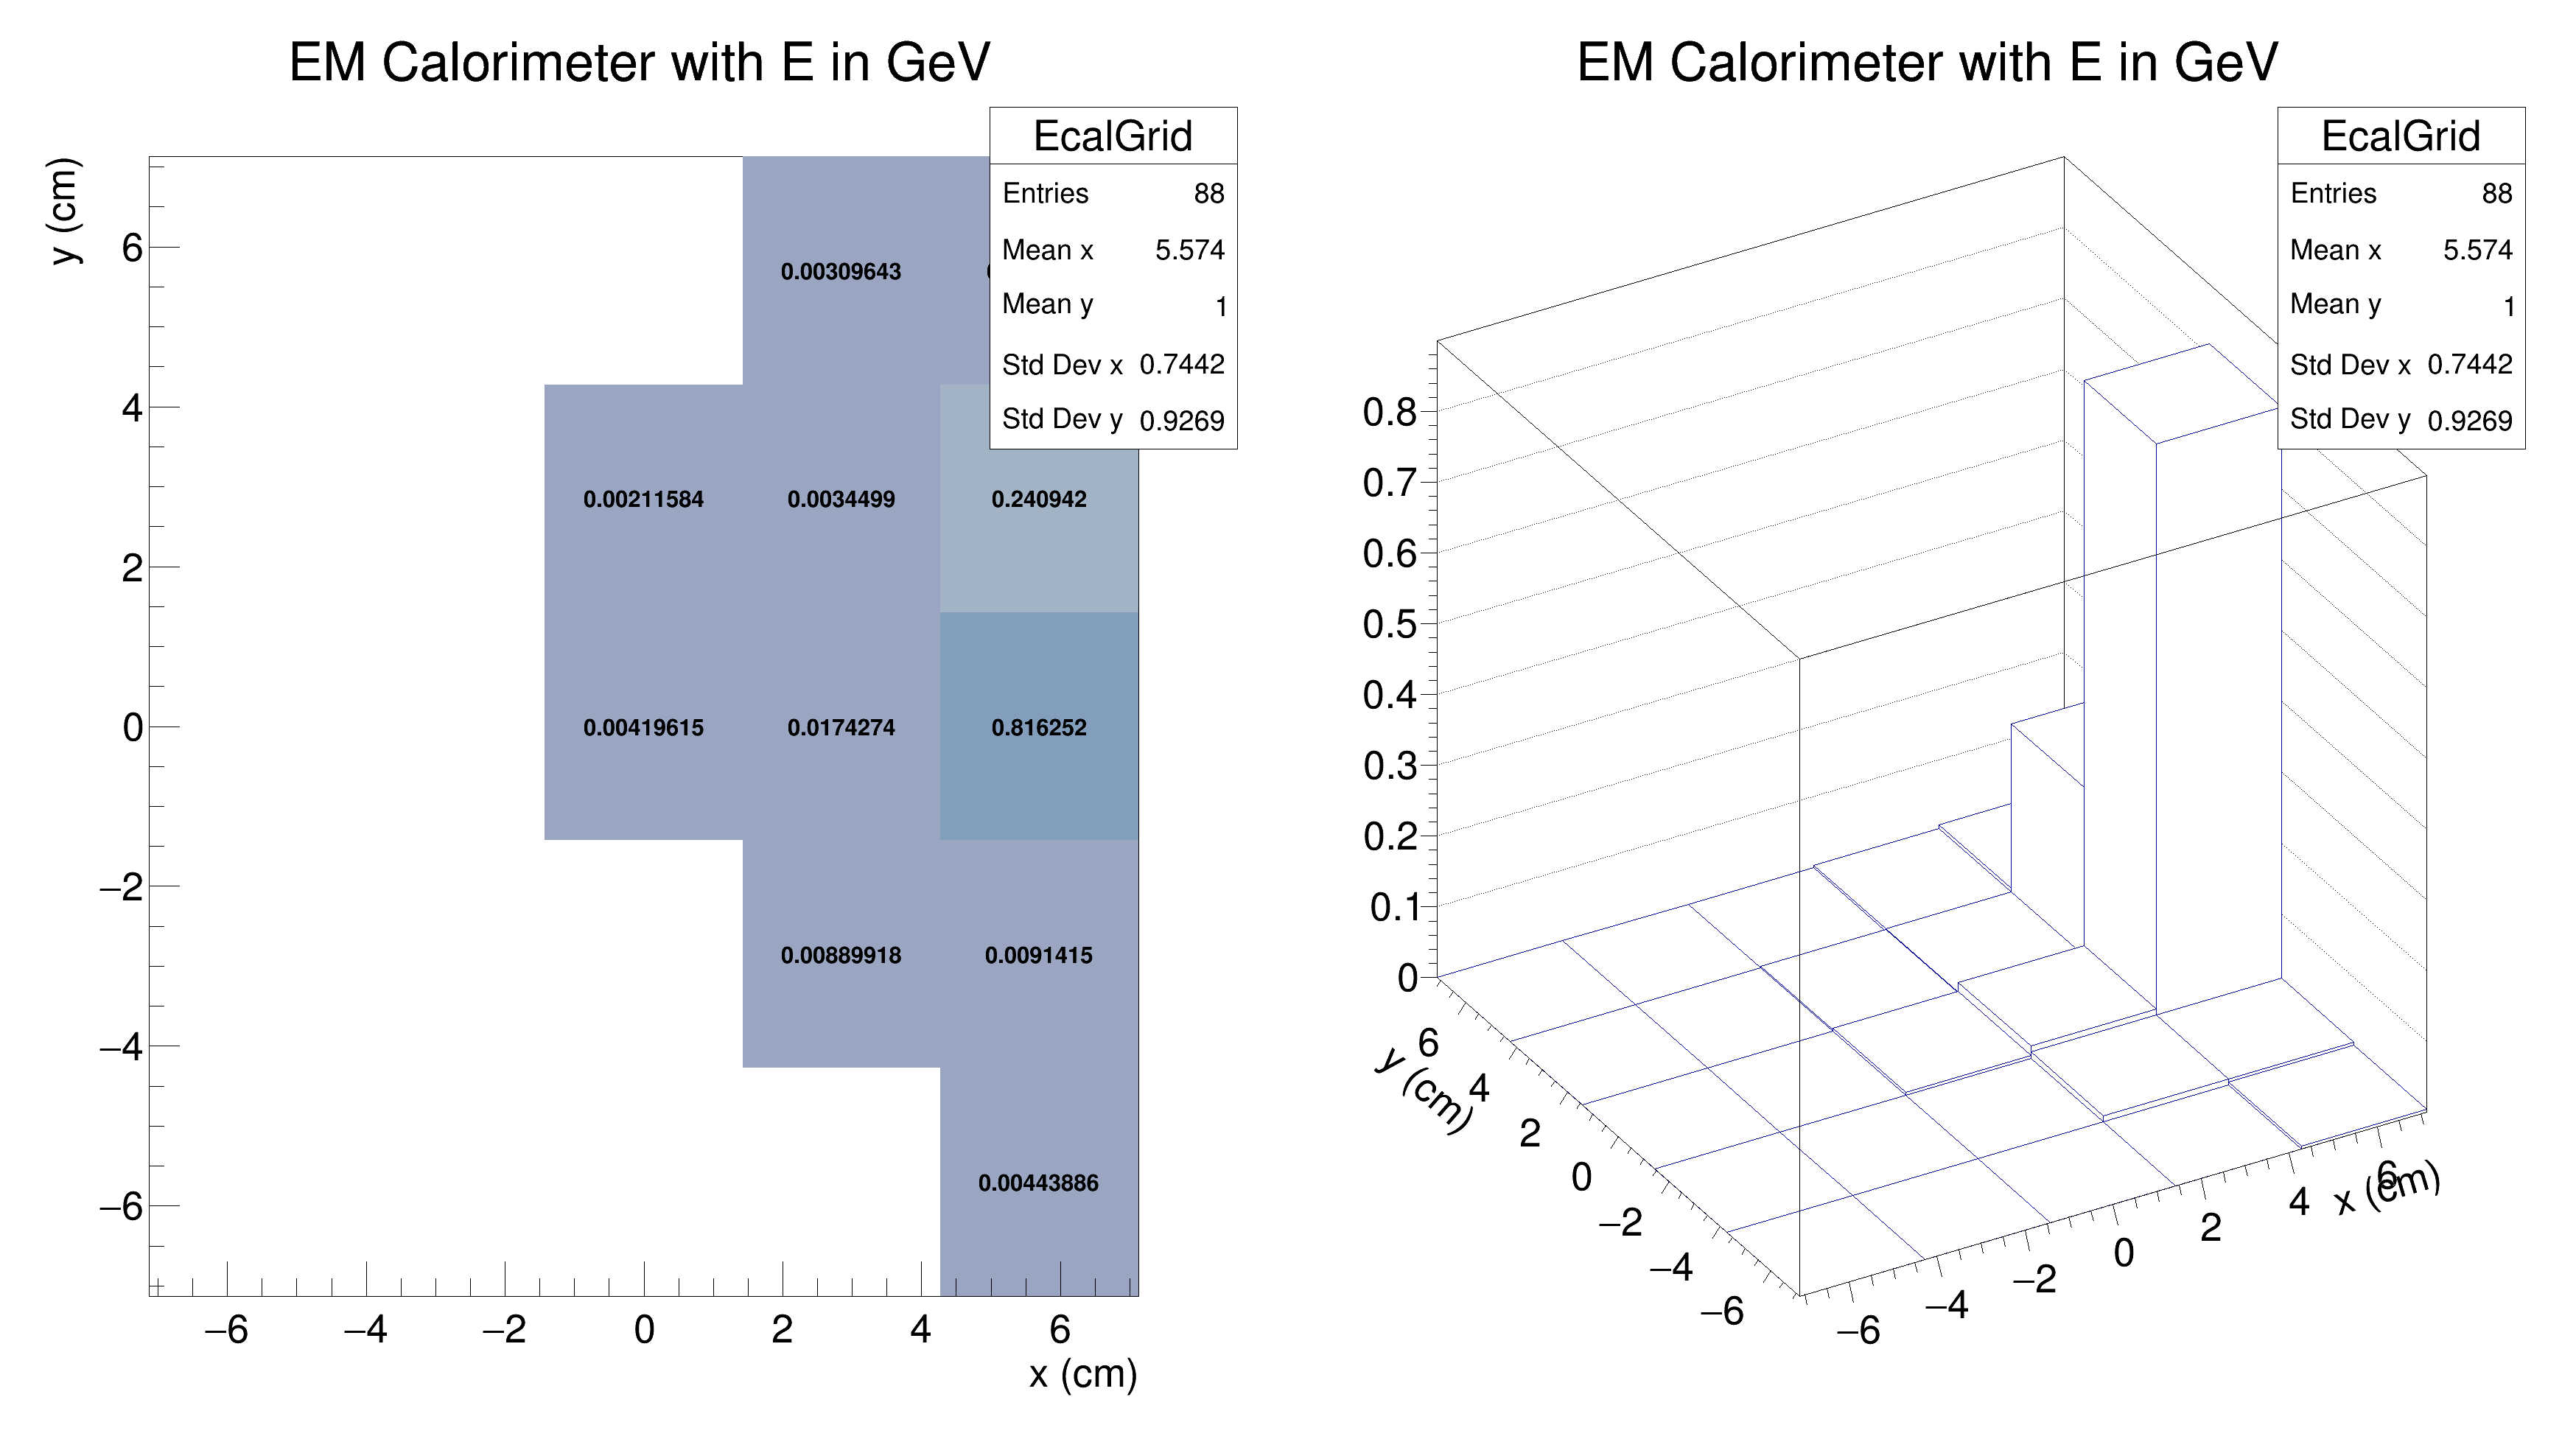 EM Calorimeter with E in GeV
EcalGrid
Entries 88
Mean x 5.574
Mean y 1
Std Dev x 0.7442
Std Dev y 0.9269
y (cm)
6
4
2
0
−2
−4
−6
0.00309643
0.00211584 0.0034499 0.240942
0.00419615 0.0174274 0.816252
0.00889918 0.0091415
0.00443886
−6 −4 −2 0 2 4 6
x (cm)
EM Calorimeter with E in GeV
EcalGrid
Entries 88
Mean x 5.574
Mean y 1
Std Dev x 0.7442
Std Dev y 0.9269
0.8
0.7
0.6
0.5
0.4
0.3
0.2
0.1
0
6
4
2
0
−2
−4
−6
y (cm)
−6
−4
−2
0
2
4
6
x (cm)